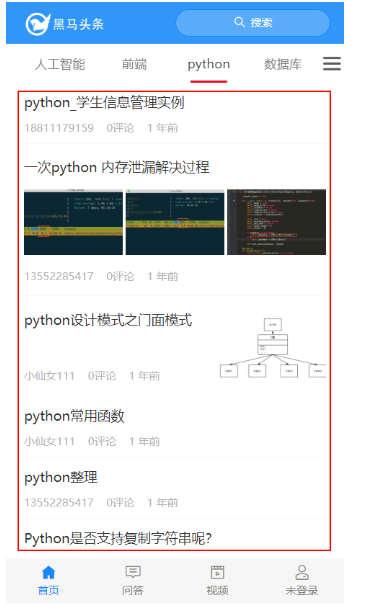 黑马头条
搜索
人工智能 前端 python 数据库
python_学生信息管理实例
18811179159 0评论 1 年前
一次python 内存泄漏解决过程
13552285417 0评论 1 年前
python设计模式之门面模式
小仙女111 0评论 1 年前
python常用函数
小仙女111 0评论 1 年前
python整理
13552285417 0评论 1 年前
Python是否支持复制字符串呢?
首页 问答 视频 未登录